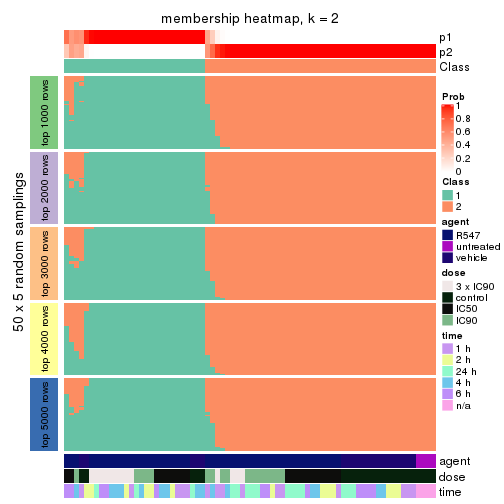 membership heatmap, k = 2
p1
p2
Class
50 x 5 random samplings
top 1000 rows
top 2000 rows
top 3000 rows
top 4000 rows
top 5000 rows
agent
dose
time
Prob
1
0.8
0.6
0.4
0.2
0
Class
1
2
agent
R547
untreated
vehicle
dose
3 x IC90
control
IC50
IC90
time
1 h
2 h
24 h
4 h
6 h
n/a